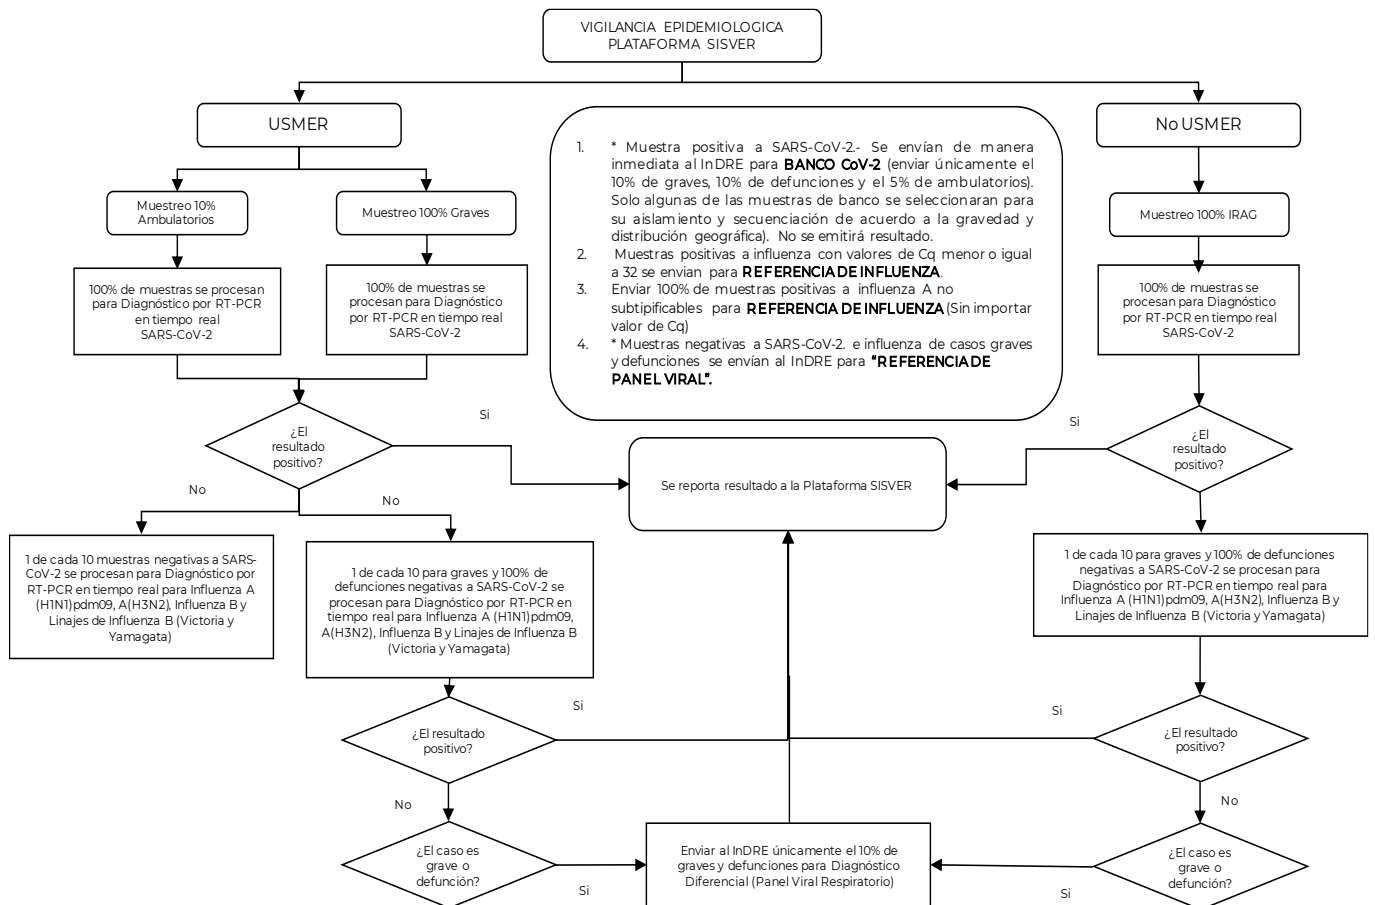 VIGILANCIA EPIDEMIOLOGICA
PLATAFORMA SISVER
USMER
No USMER
Muestreo 10%
Ambulatorios
Muestreo 100% Graves
Muestreo 100% IRAG
1. * Muestra positiva a SARS-CoV-2.- Se envían de manera
inmediata al InDRE para BANCO CoV-2 (enviar únicamente el
10% de graves, 10% de defunciones y el 5% de ambulatorios).
Solo algunas de las muestras de banco se seleccionaran para
su aislamiento y secuenciación de acuerdo a la gravedad y
distribución geográfica). No se emitirá resultado.
2. Muestras positivas a influenza con valores de Cq menor o igual
a 32 se envian para REFERENCIA DE INFLUENZA.
3. Enviar 100% de muestras positivas a influenza A no
subtipificables para REFERENCIA DE INFLUENZA (Sin importar
valor de Cq)
4. * Muestras negativas a SARS-CoV-2. e influenza de casos graves
y defunciones se envían al InDRE para "REFERENCIA DE
PANEL VIRAL".
100% de muestras se procesan
para Diagnóstico por RT-PCR
en tiempo real
SARS-CoV-2
100% de muestras se
procesan para Diagnóstico
por RT-PCR en tiempo real
SARS-CoV-2
100% de muestras se
procesan para Diagnóstico
por RT-PCR en tiempo real
SARS-CoV-2
¿El
resultado
positivo?
Si
Si
¿El
resultado
positivo?
Se reporta resultado a la Plataforma SISVER
No
No
1 de cada 10 muestras negativas a SARS-
CoV-2 se procesan para Diagnóstico por
RT-PCR en tiempo real para Influenza A
(H1N1)pdm09, A(H3N2), Influenza B y
Linajes de Influenza B (Victoria y
Yamagata)
1 de cada 10 para graves y 100% de
defunciones negativas a SARS-CoV-2 se
procesan para Diagnóstico por RT-PCR en
tiempo real para Influenza A (H1N1)pdm09,
A(H3N2), Influenza B y Linajes de Influenza B
(Victoria y Yamagata)
1 de cada 10 para graves y 100% de defunciones
negativas a SARS-CoV-2 se procesan para
Diagnóstico por RT-PCR en tiempo real para
Influenza A (H1N1)pdm09, A(H3N2), Influenza B y
Linajes de Influenza B (Victoria y Yamagata)
Si
Si
¿El resultado
positivo?
¿El resultado
positivo?
No
No
¿El caso es
grave o
defunción?
Si
Enviar al InDRE únicamente el 10% de
graves y defunciones para Diagnóstico
Diferencial (Panel Viral Respiratorio)
Si
¿El caso es
grave o
defunción?